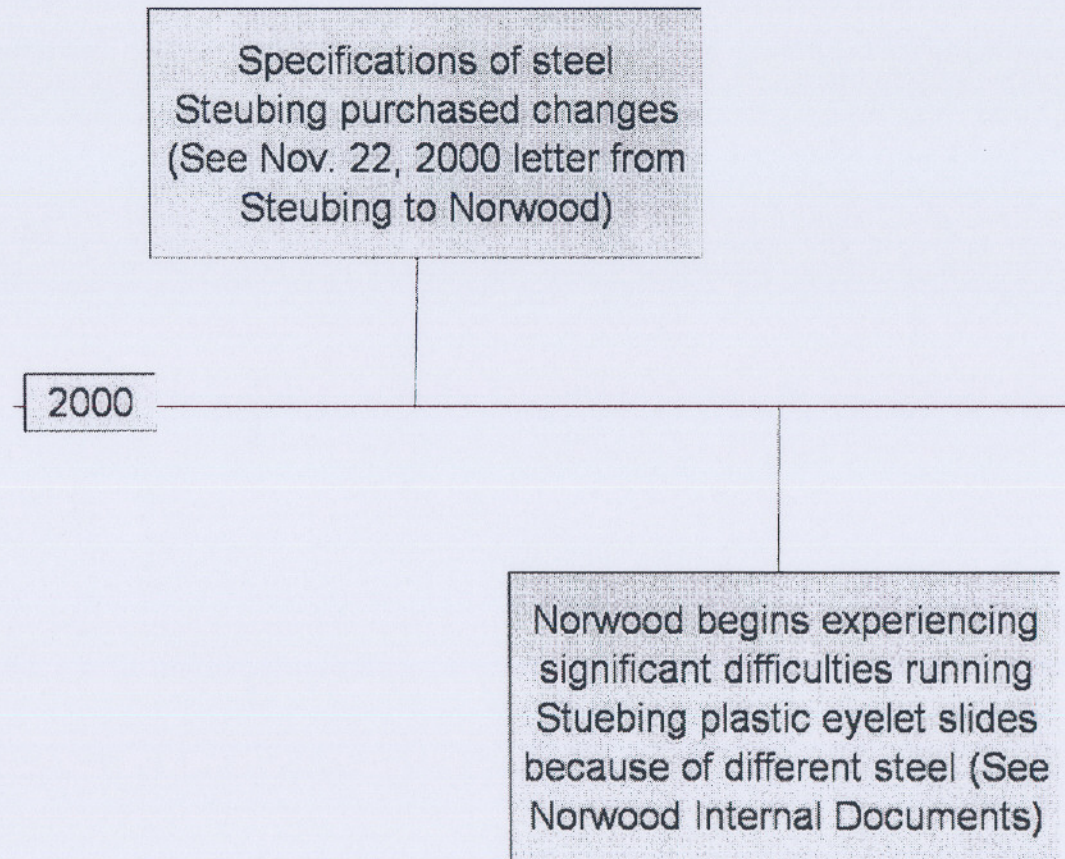 Specifications of steel
Steubing purchased changes
(See Nov. 22, 2000 letter from
Steubing to Norwood)
2000
Norwood begins experiencing
significant difficulties running
Stuebing plastic eyelet slides
because of different steel (See
Norwood Internal Documents)